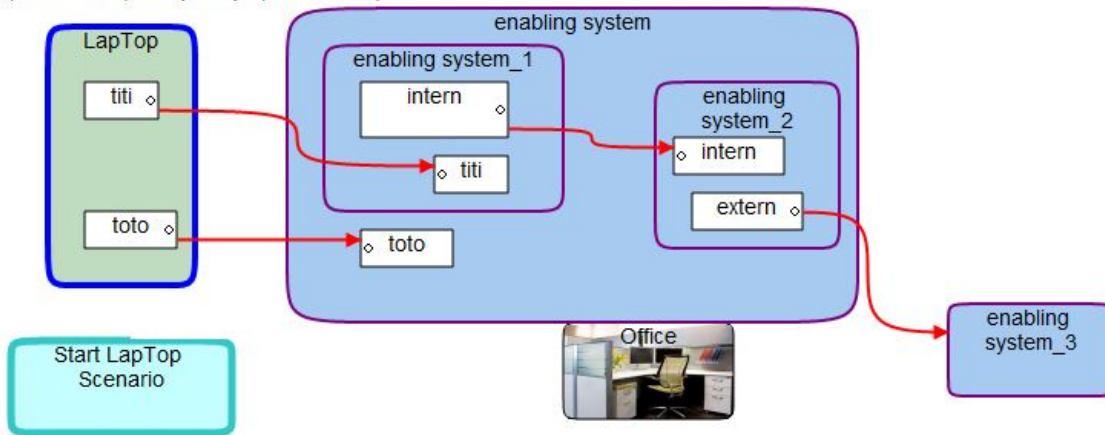 LapTop
titi
toto
enabling system
enabling system_1
intern
titi
toto
enabling
system_2
intern
extern
enabling
system_3
Start LapTop
Scenario
Office